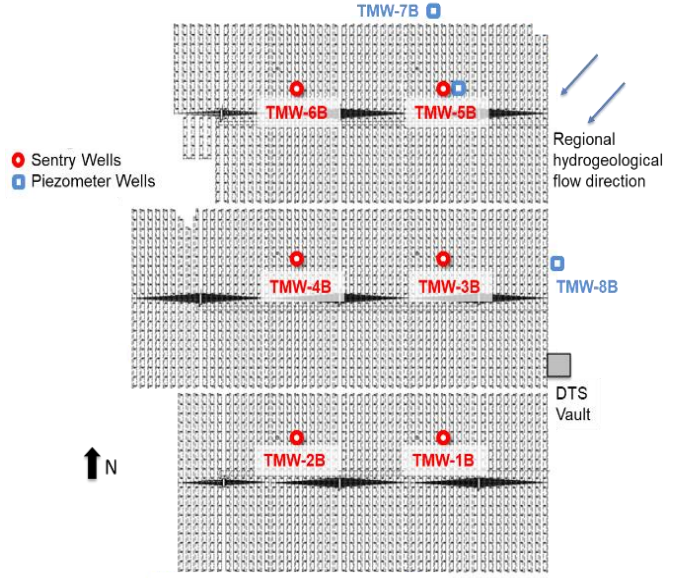 TMW-7B
TMW-6B
TMW-5B
Regional
hydrogeological
flow direction
Sentry Wells
Piezometer Wells
TMW-4B
TMW-3B
TMW-8B
DTS
Vault
TMW-2B
TMW-1B
N